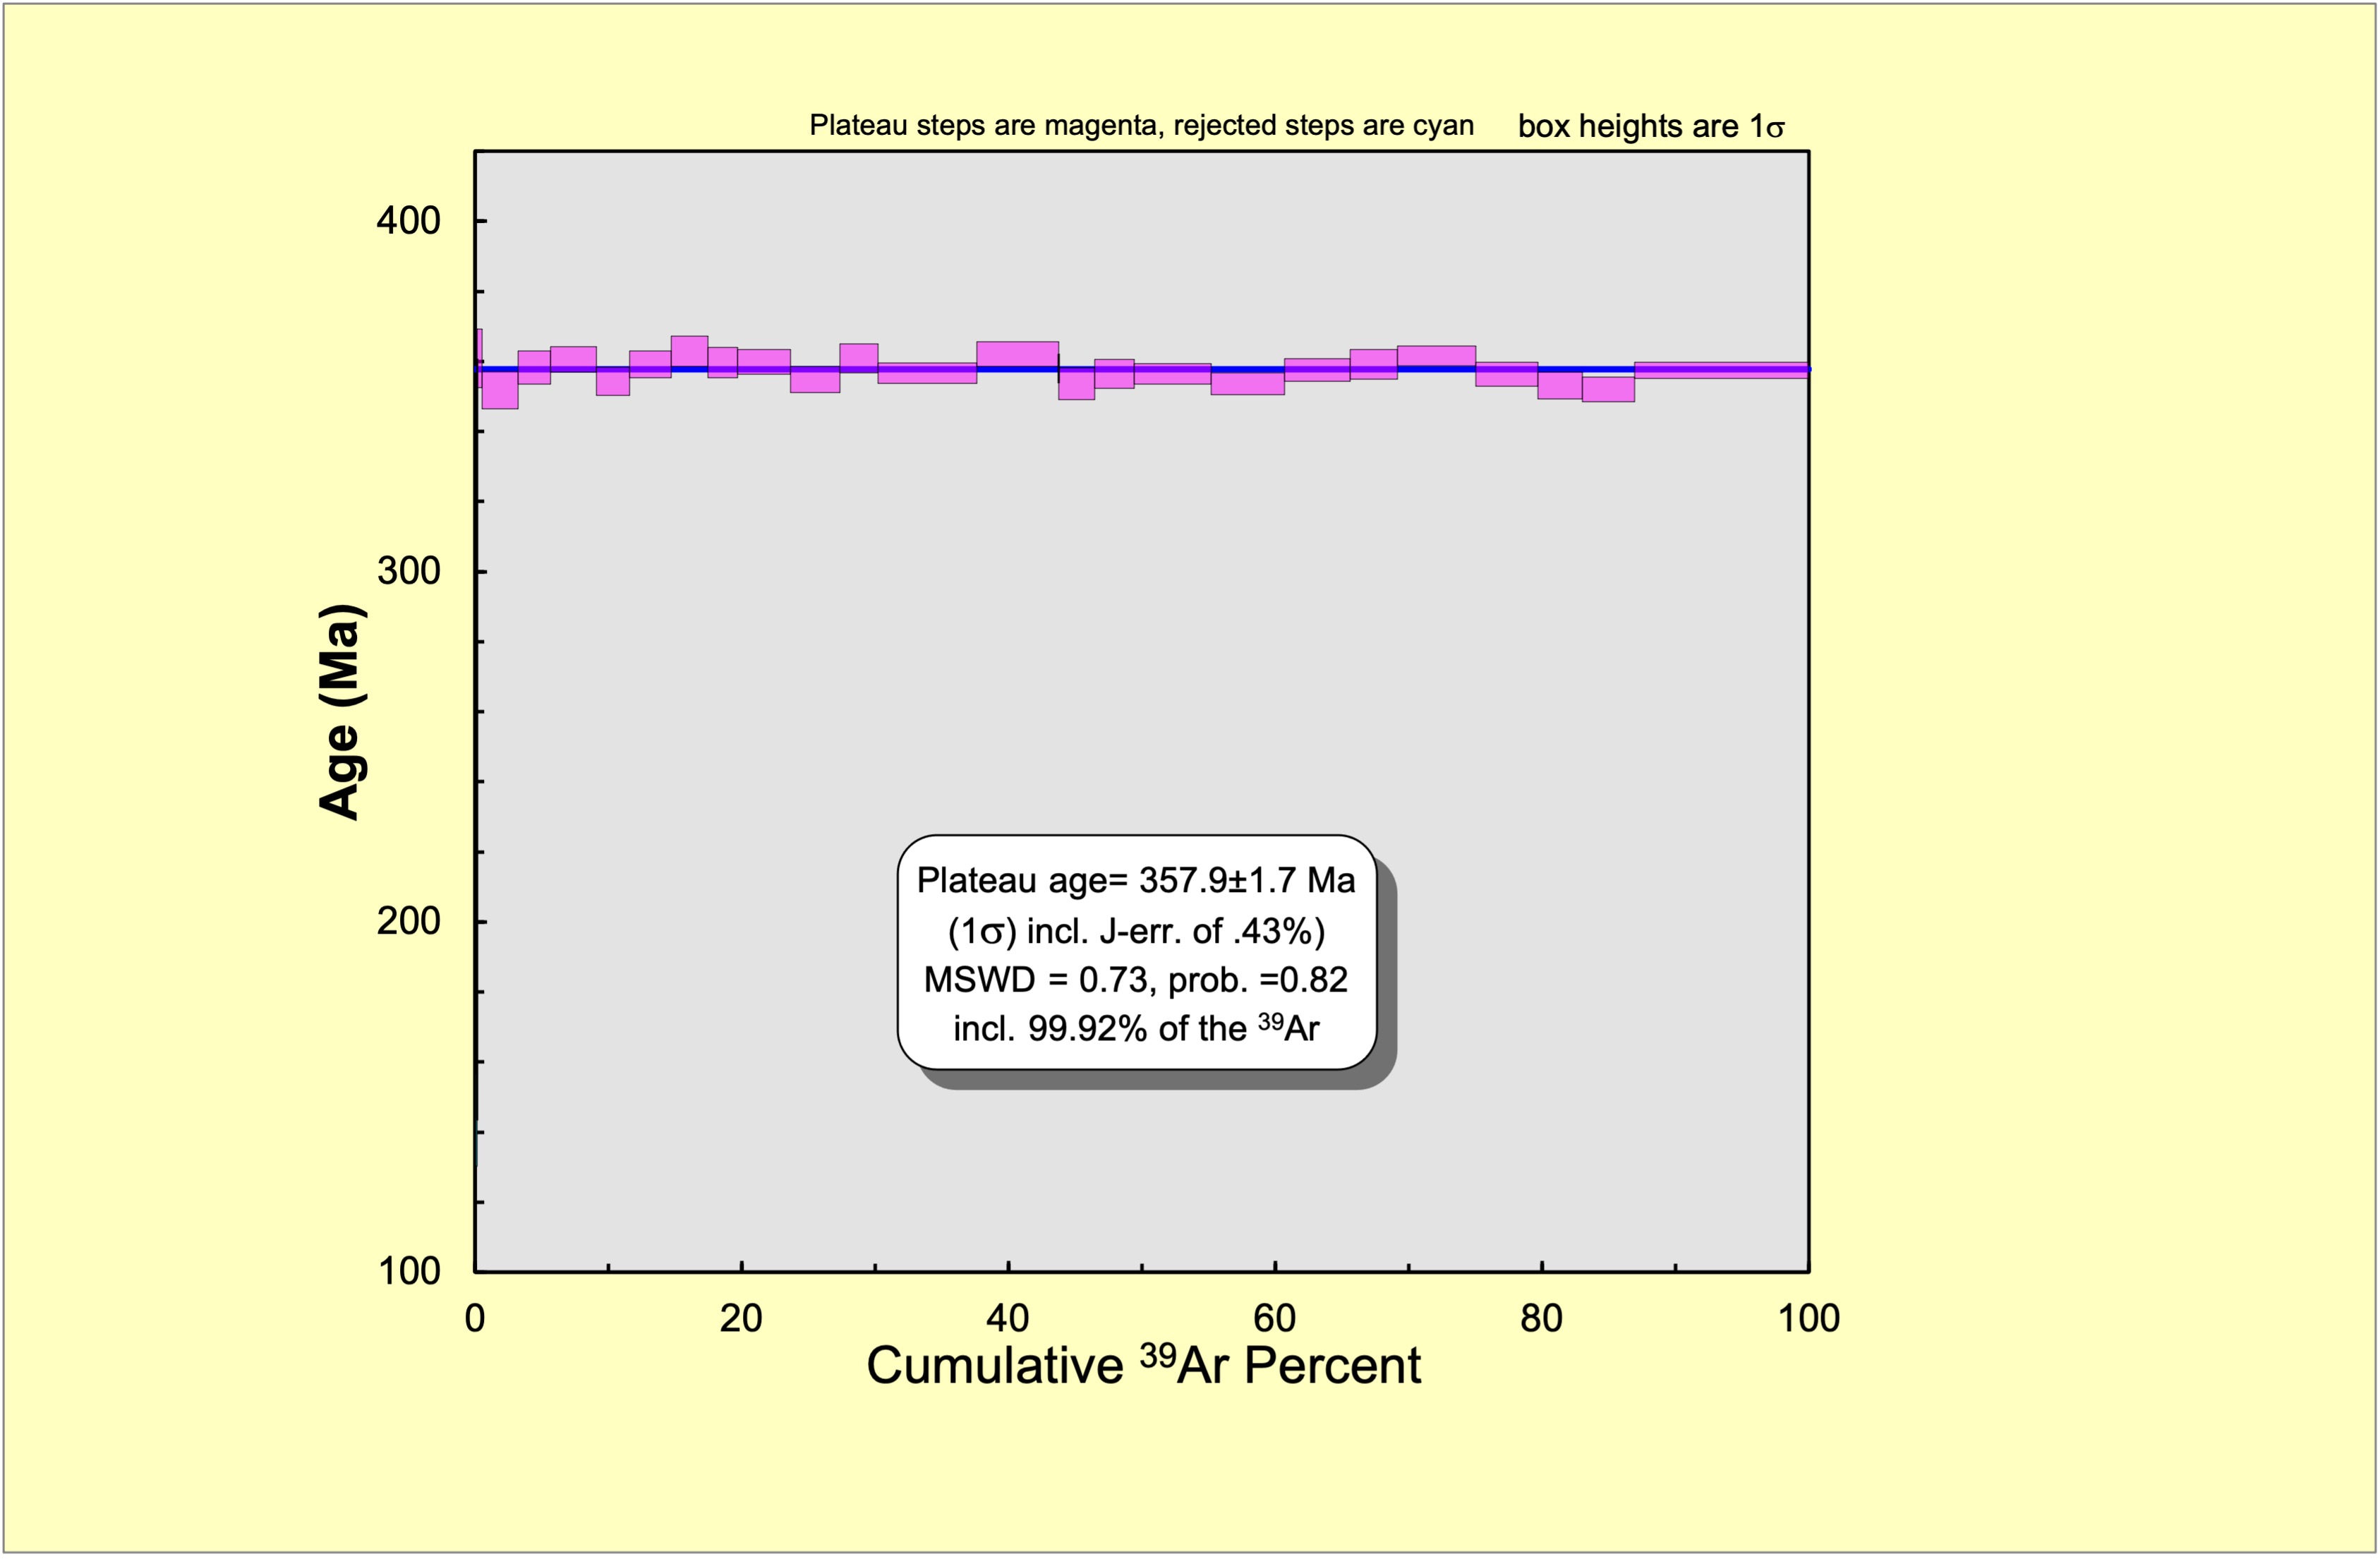 Plateau steps are magenta, rejected steps are cyan box heights are 1σ
400
300
200
100
Age (Ma)
Plateau age= 357.9±1.7 Ma
(1σ) incl. J-err. of .43%)
MSWD = 0.73, prob. =0.82
incl. 99.92% of the ³⁹Ar
0 20 40 60 80 100
Cumulative ³⁹Ar Percent